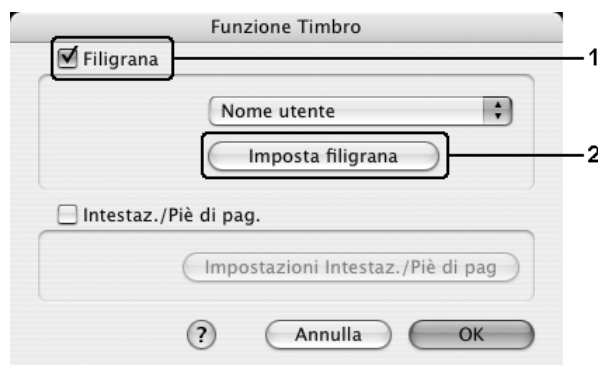 Funzione Timbro
Filigrana
1
Nome utente
Imposta filigrana
2
Intestaz./Piè di pag.
Impostazioni Intestaz./Piè di pag
?
Annulla
OK